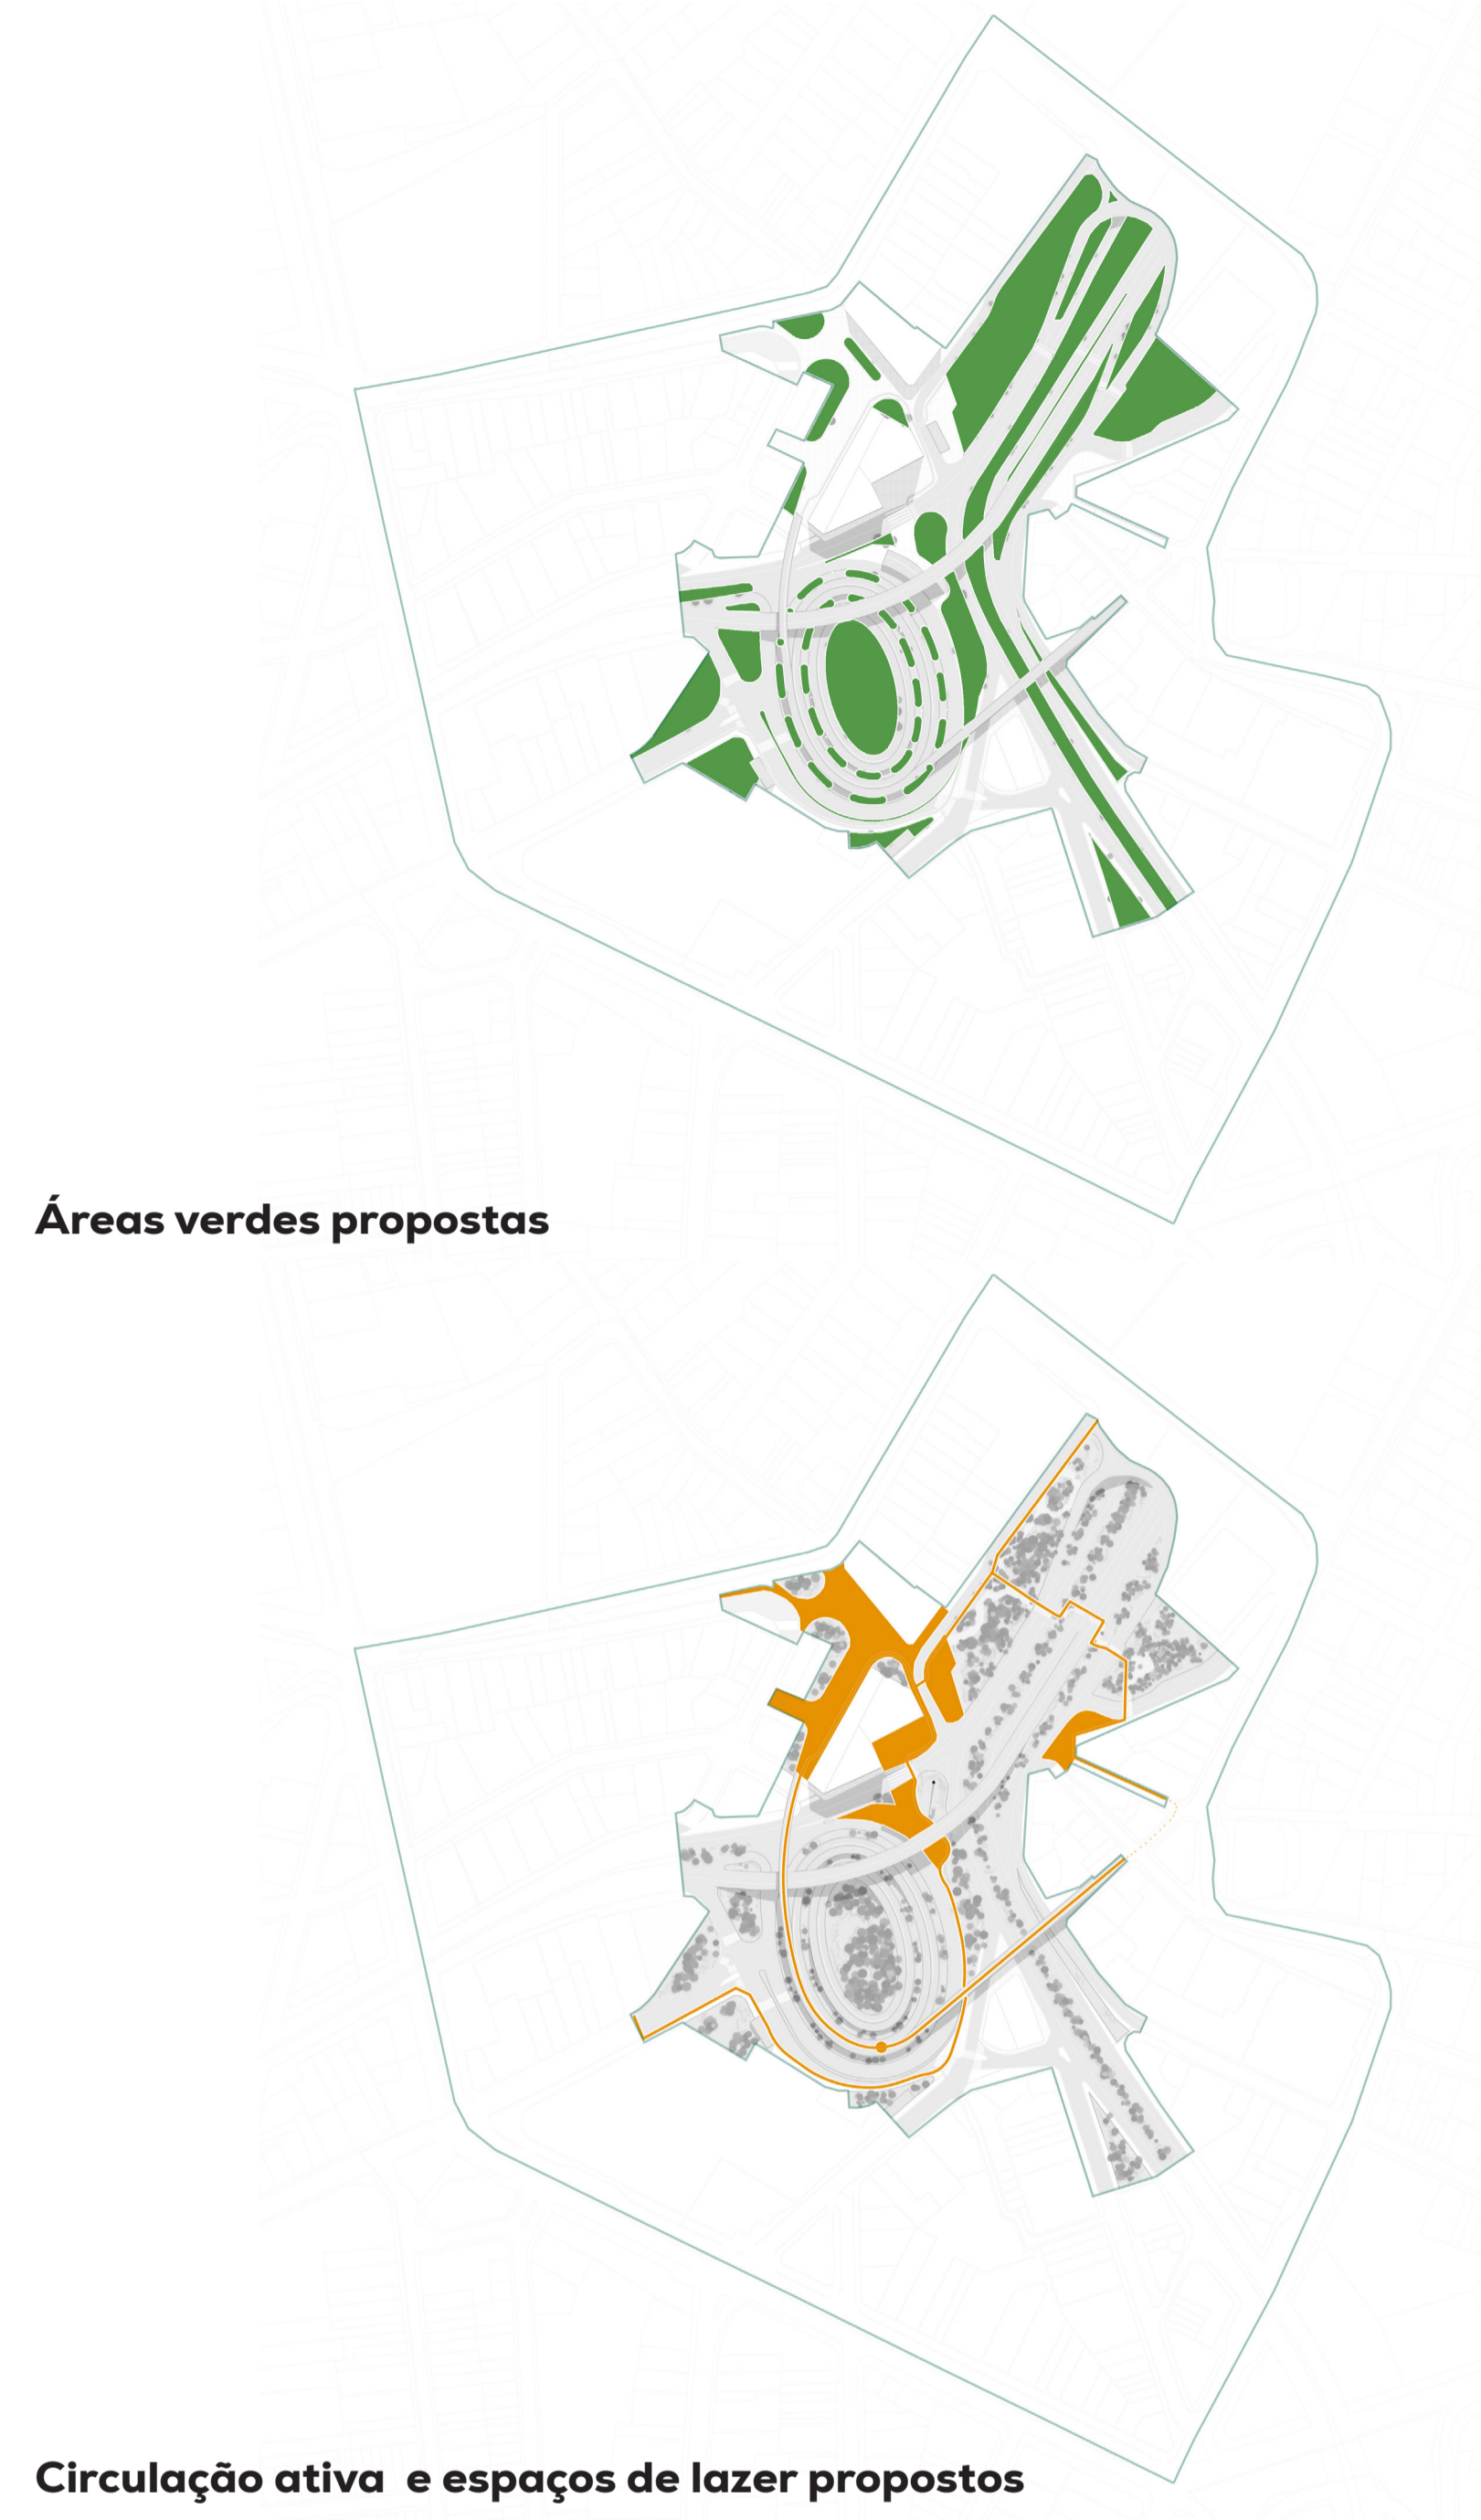 Áreas verdes propostas
Circulação ativa  e espaços de lazer propostos